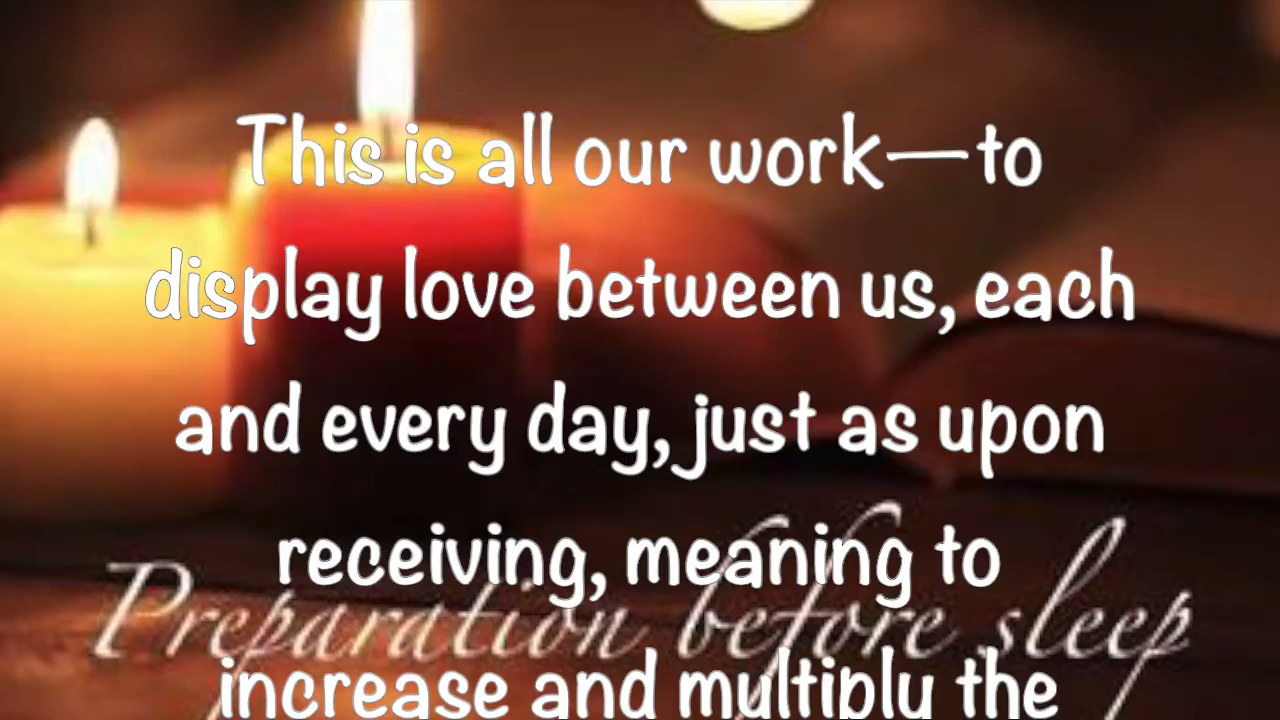 This is all our work—to
display love between us, each
and every day, just as upon
receiving, meaning to
Preparation before sleep
increase and multiply the